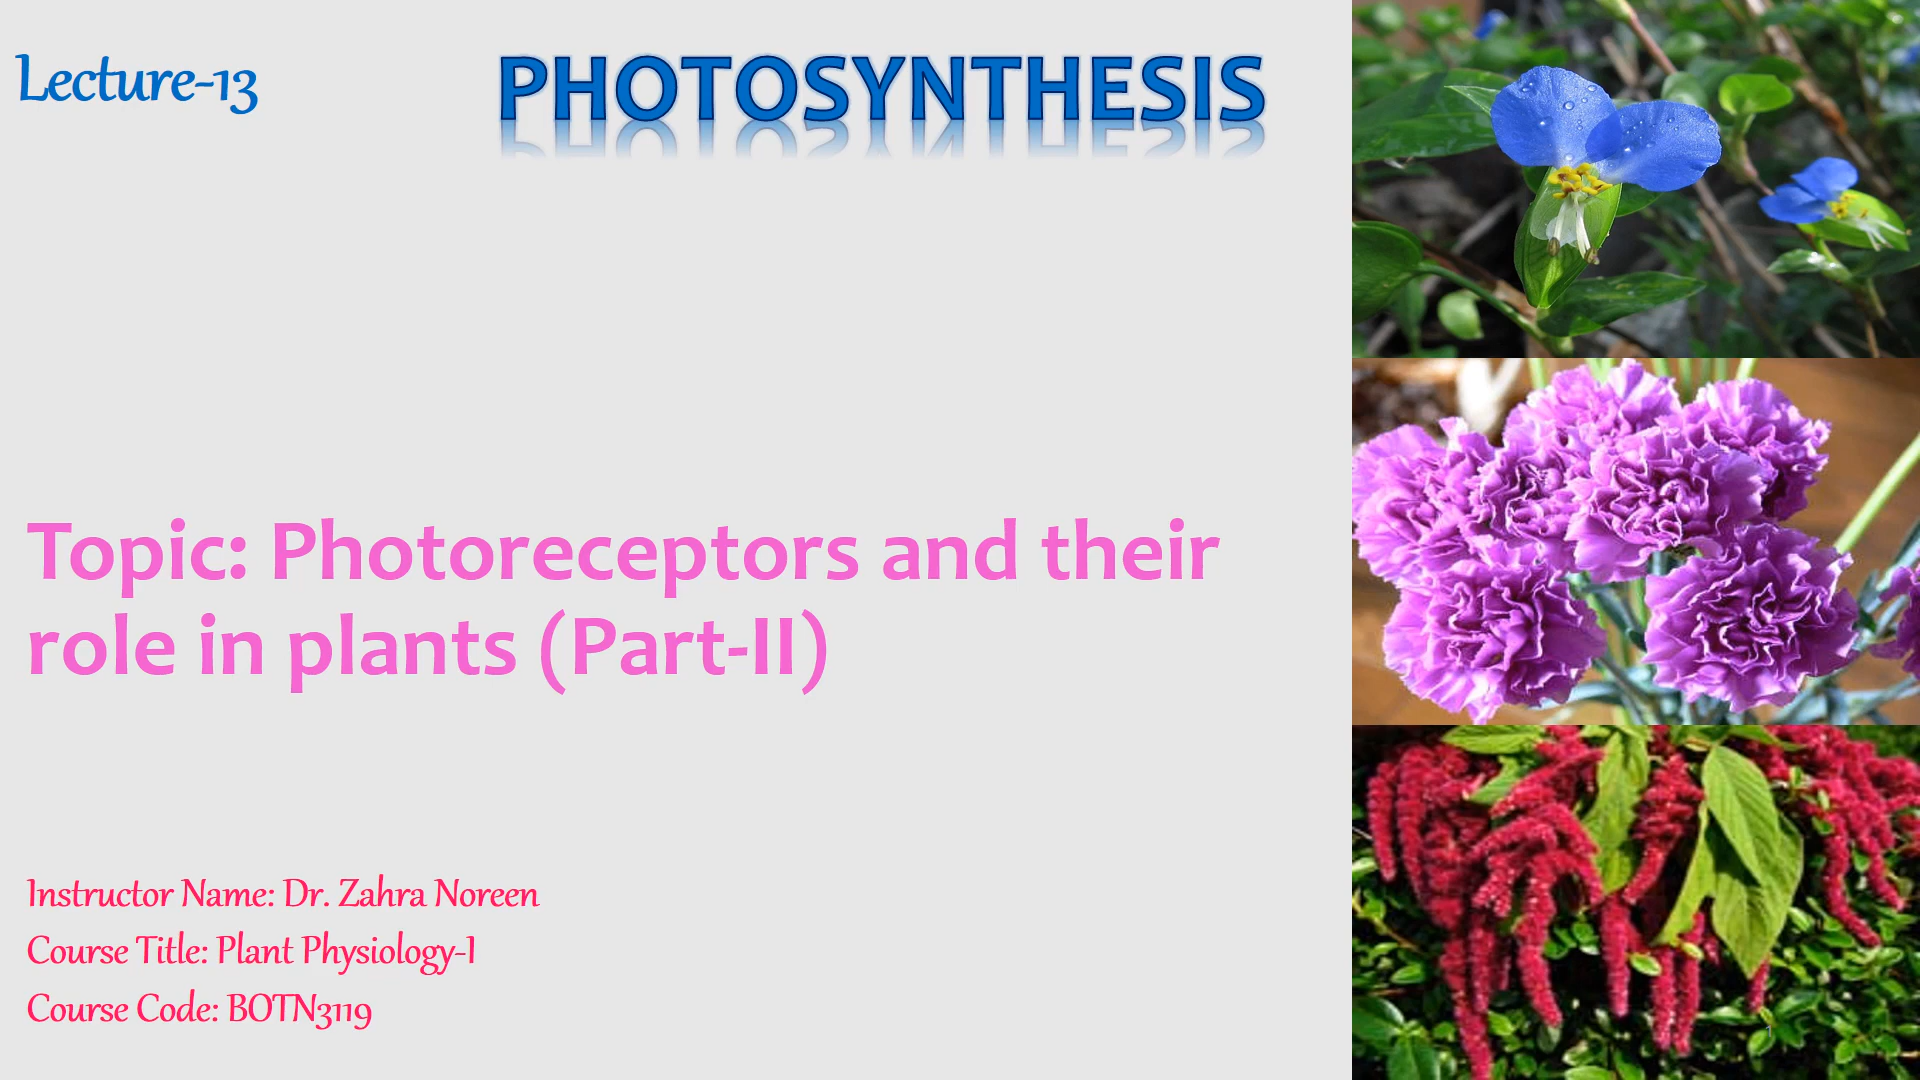 Lecture-13
PHOTOSYNTHESIS
Topic: Photoreceptors and their
role in plants (Part-II)
Instructor Name: Dr. Zahra Noreen
Course Title: Plant Physiology-I
Course Code: BOTN3119
1